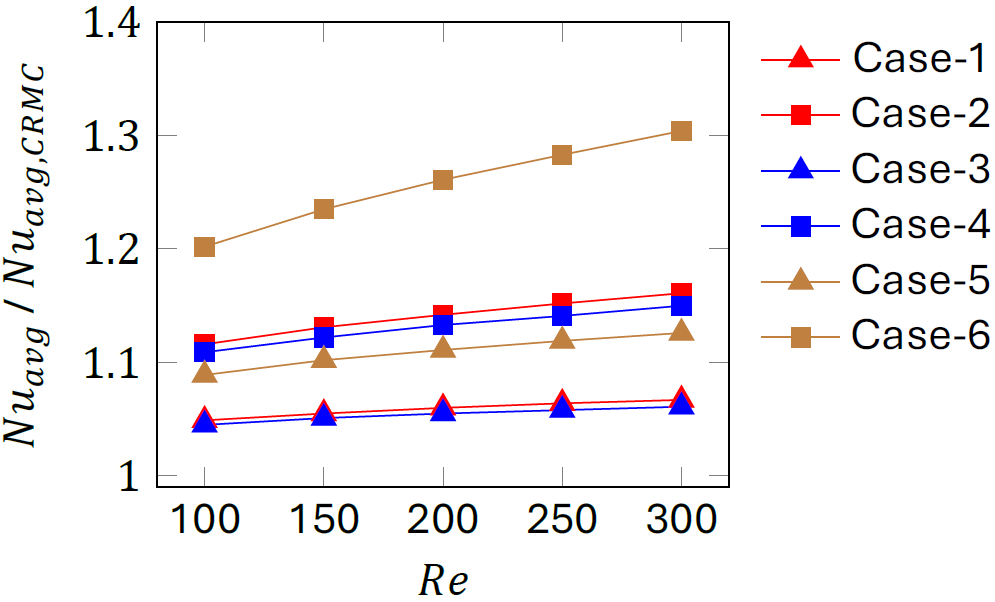 1.4
1.3
1.2
1.1
1
Nu_avg / Nu_avg,CRMC
100 150 200 250 300
Re
Case-1
Case-2
Case-3
Case-4
Case-5
Case-6